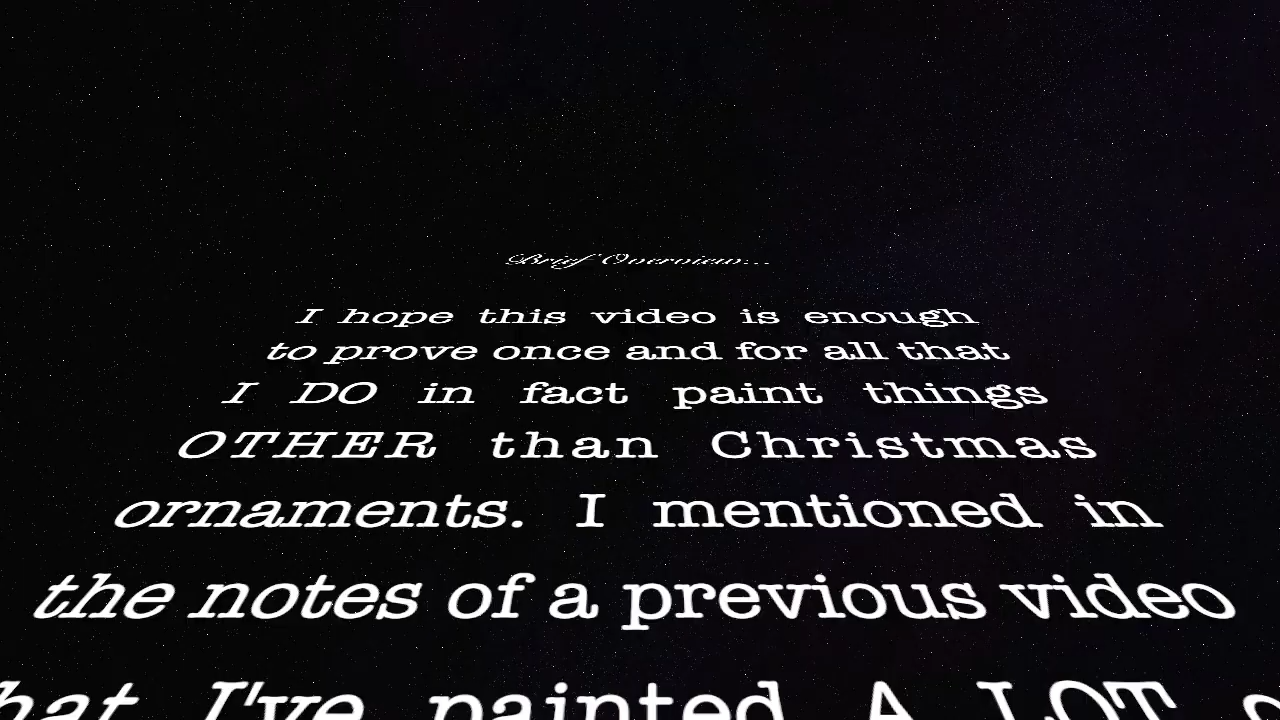 Brief Overview...
I hope this video is enough
to prove once and for all that
I DO in fact paint things
OTHER than Christmas
ornaments. I mentioned in
the notes of a previous video
that I've painted A LOT